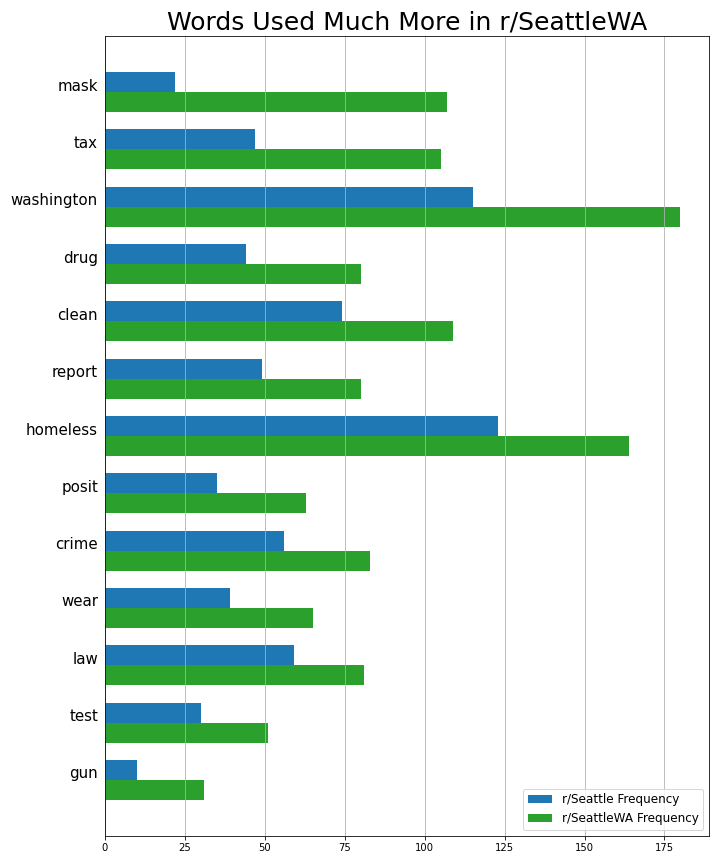 Words Used Much More in r/SeattleWA
mask
tax
washington
drug
clean
report
homeless
posit
crime
wear
law
test
gun
r/Seattle Frequency
r/SeattleWA Frequency
0 25 50 75 100 125 150 175